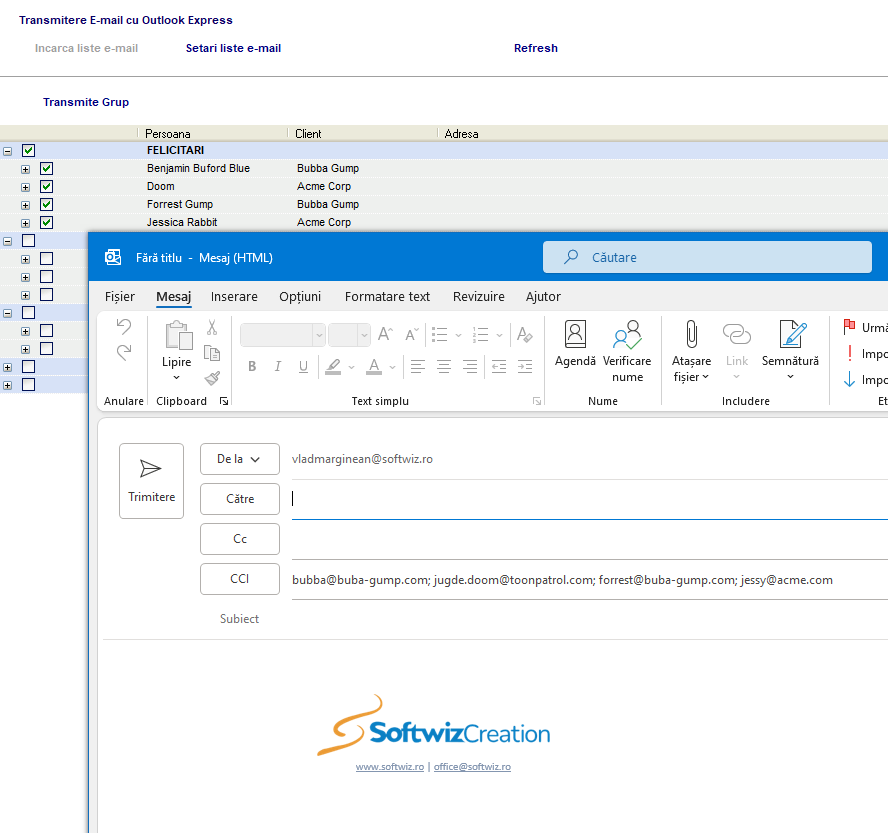 Transmitere E-mail cu Outlook Express
Incarca liste e-mail Setari liste e-mail Refresh
Transmite Grup
Persoana Client Adresa
FELICITARI
Benjamin Buford Blue Bubba Gump
Doom Acme Corp
Forrest Gump Bubba Gump
Jessica Rabbit Acme Corp
Fără titlu - Mesaj (HTML) Căutare
Fișier Mesaj Inserare Opțiuni Formatare text Revizuire Ajutor
Lipire
B I U A
Agendă Verificare nume
Atașare fișier Link Semnătură
Urmă
Impo
Impo
Anulare Clipboard Text simplu Nume Includere Et
Trimitere
De la vladmarginean@softwiz.ro
Către
Cc
CCI bubba@buba-gump.com; jugde.doom@toonpatrol.com; forrest@buba-gump.com; jessy@acme.com
Subiect
SoftwizCreation
www.softwiz.ro | office@softwiz.ro